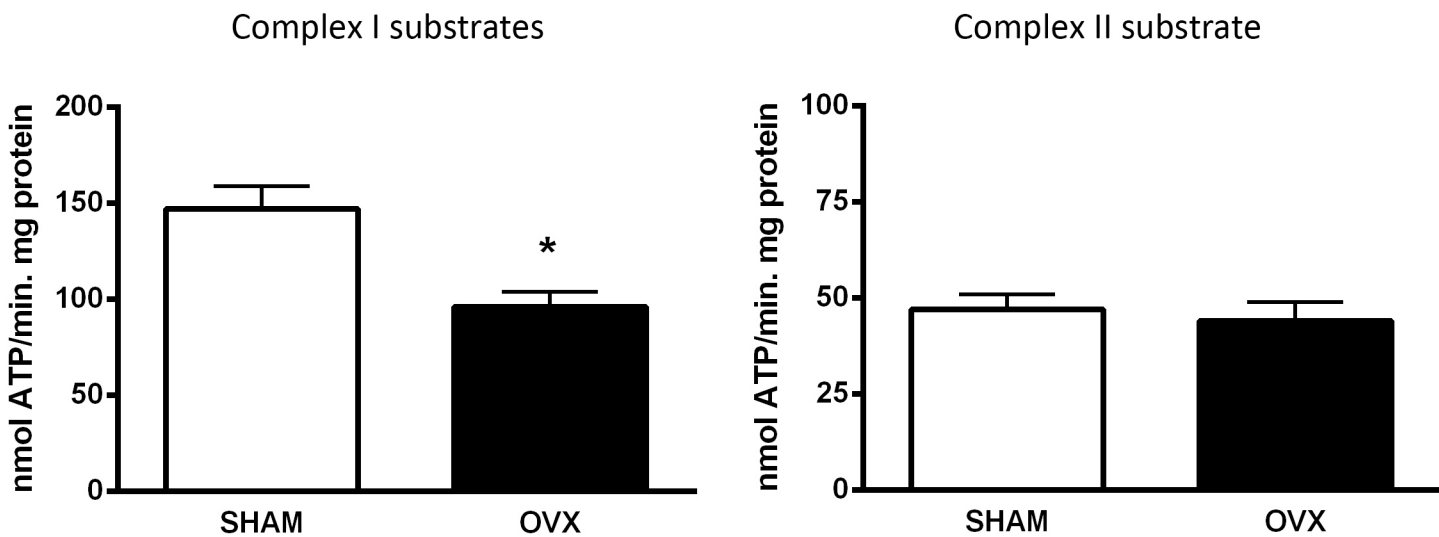 Complex I substrates
nmol ATP/min. mg protein
200
150
100
50
0
*
SHAM OVX
Complex II substrate
nmol ATP/min. mg protein
100
75
50
25
0
SHAM OVX